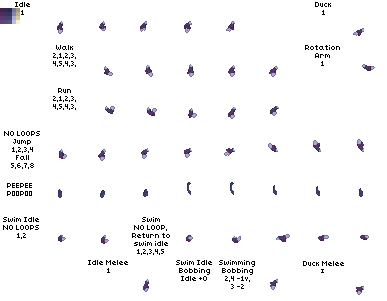 Idle
1
Duck
1
Walk
2,1,2,3,
4,5,4,3,
Rotation
Arm
1
Run
2,1,2,3,
4,5,4,3,
NO LOOPS
Jump
1,2,3,4
Fall
5,6,7,8
PEEPEE
POOPOO
Swim Idle
NO LOOPS
1,2
Swim
NO LOOP,
Return to
swim idle
1,2,3,4,5
Swim Idle
Bobbing
Idle +0
Swimming
Bobbing
2,4 -1v,
3 -2
Idle Melee
1
Duck Melee
1